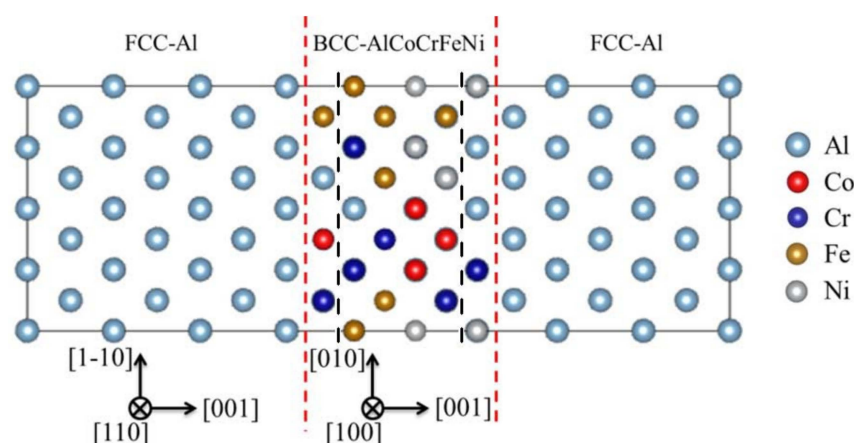 FCC-Al
BCC-AlCoCrFeNi
FCC-Al
Al
Co
Cr
Fe
Ni
[1-10]
[001]
[110]
[010]
[001]
[100]